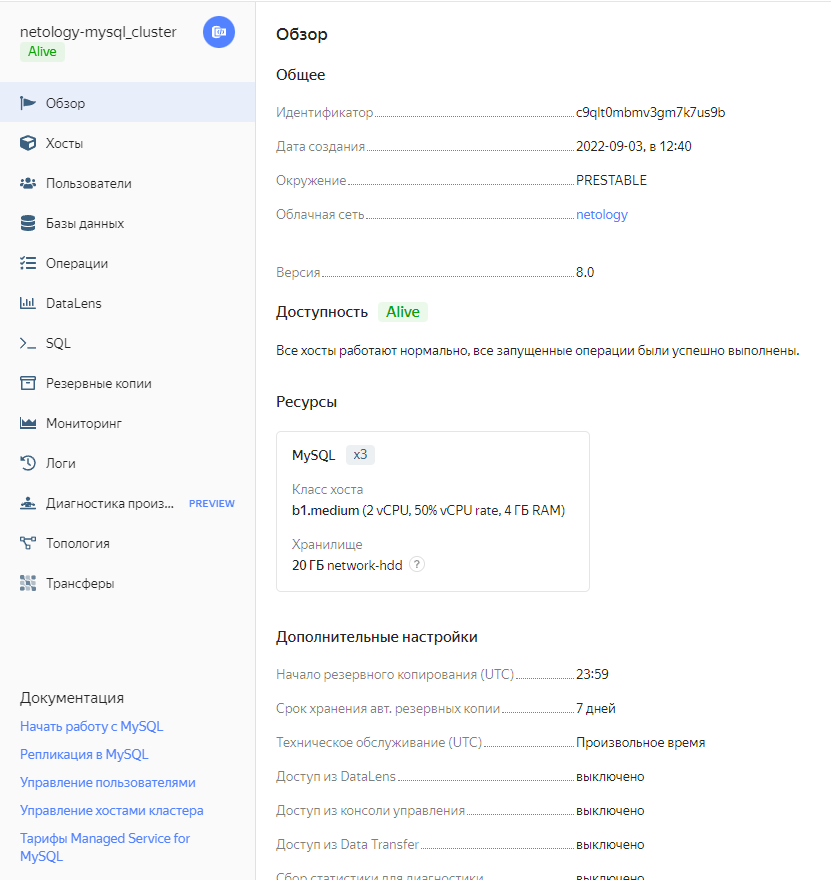 netology-mysql_cluster
Alive
Обзор
Хосты
Пользователи
Базы данных
Операции
DataLens
SQL
Резервные копии
Мониторинг
Логи
Диагностика произ... PREVIEW
Топология
Трансферы
Документация
Начать работу с MySQL
Репликация в MySQL
Управление пользователями
Управление хостами кластера
Тарифы Managed Service for
MySQL
Обзор
Общее
Идентификатор c9qlt0mbmv3gm7k7us9b
Дата создания 2022-09-03, в 12:40
Окружение PRESTABLE
Облачная сеть netology
Версия 8.0
Доступность Alive
Все хосты работают нормально, все запущенные операции были успешно выполнены.
Ресурсы
MySQL x3
Класс хоста
b1.medium (2 vCPU, 50% vCPU rate, 4 ГБ RAM)
Хранилище
20 ГБ network-hdd ?
Дополнительные настройки
Начало резервного копирования (UTC) 23:59
Срок хранения авт. резервных копии 7 дней
Техническое обслуживание (UTC) Произвольное время
Доступ из DataLens выключено
Доступ из консоли управления выключено
Доступ из Data Transfer выключено
Сбор статистики для диагностики выключено